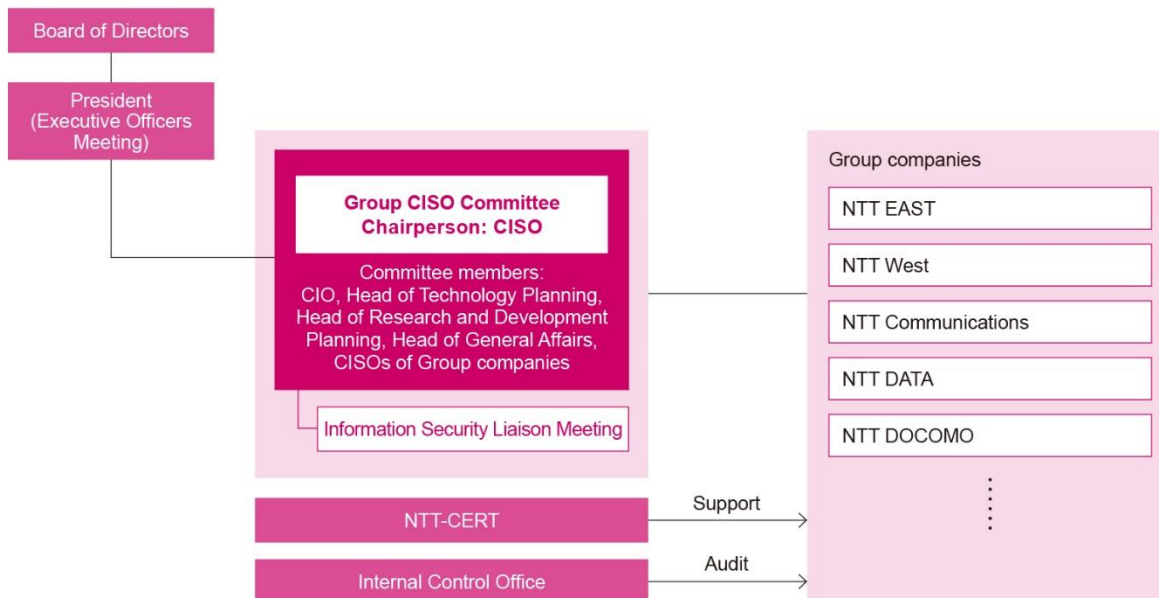 Board of Directors
President
(Executive Officers
Meeting)
Group CISO Committee
Chairperson: CISO
Committee members:
CIO, Head of Technology Planning,
Head of Research and Development
Planning, Head of General Affairs,
CISOs of Group companies
Information Security Liaison Meeting
NTT-CERT
Internal Control Office
Support
Audit
Group companies
NTT EAST
NTT West
NTT Communications
NTT DATA
NTT DOCOMO